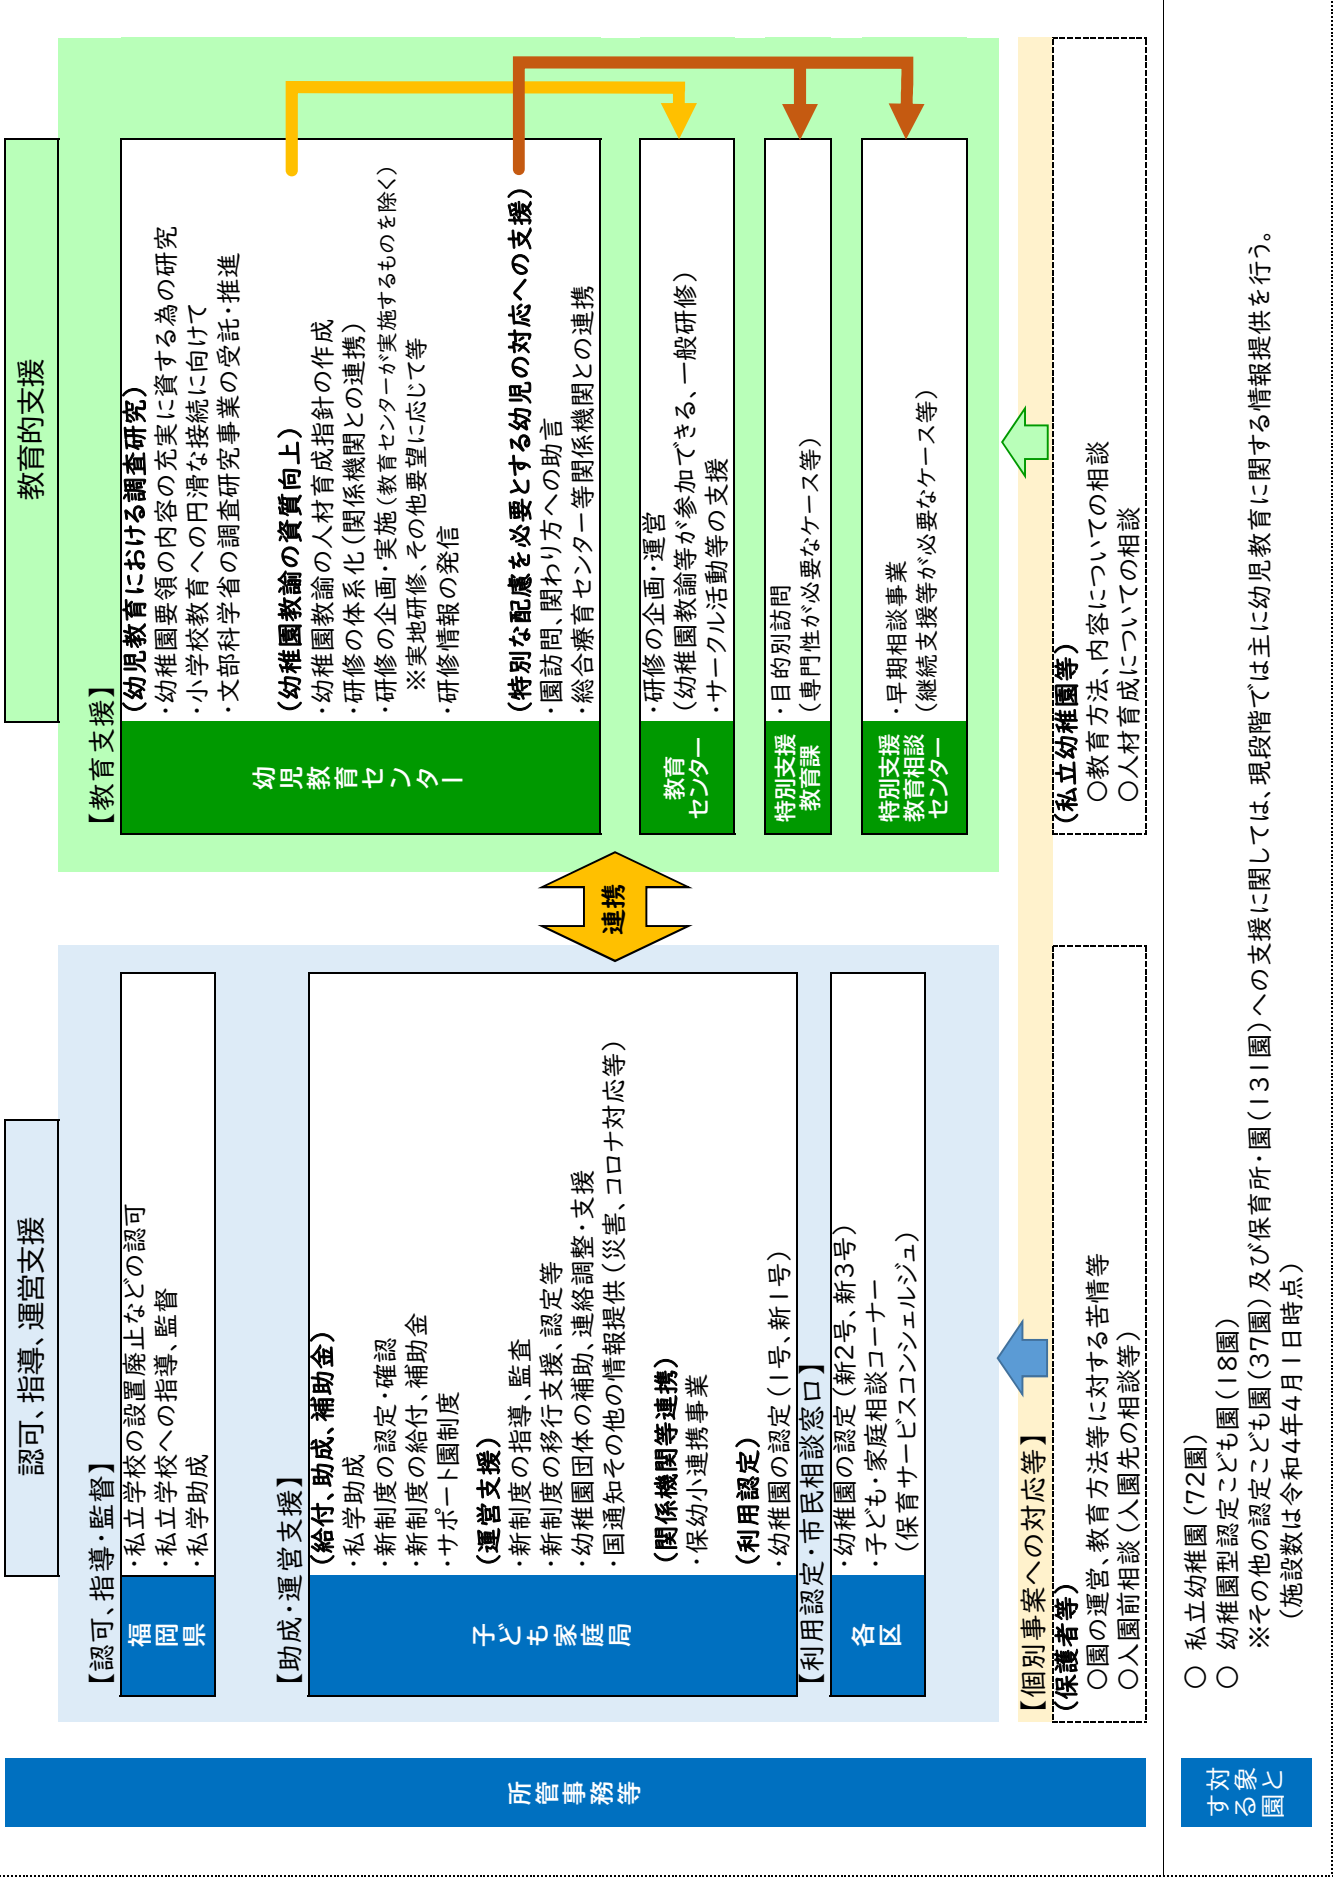 所管事務等
認可、指導、運営支援
【認可、指導・監督】
福岡県
・私立学校の設置廃止などの認可
・私立学校への指導、監督
・私学助成
【助成・運営支援】
子ども家庭局
(給付、助成、補助金)
・私学助成
・新制度の認定・確認
・新制度の給付、補助金
・サポート園制度
(運営支援)
・新制度の指導、監査
・新制度の移行支援、認定等
・幼稚園団体の補助、連絡調整・支援
・国通知その他の情報提供(災害、コロナ対応等)
(関係機関等連携)
・保幼小連携事業
(利用認定)
・幼稚園の認定(1号、新1号)
【利用認定・市民相談窓口】
各区
・幼稚園の認定(新2号、新3号)
・子ども・家庭相談コーナー
(保育サービスコンシェルジュ)
連携
教育的支援
【教育支援】
幼児教育センター
(幼児教育における調査研究)
・幼稚園要領の内容の充実に資する為の研究
・小学校教育への円滑な接続に向けて
・文部科学省の調査研究事業の受託・推進
(幼稚園教諭の資質向上)
・幼稚園教諭の人材育成指針の作成
・研修の体系化(関係機関との連携)
・研修の企画・実施(教育センターが実施するものを除く)
※実地研修、その他要望に応じて等
・研修情報の発信
(特別な配慮を必要とする幼児の対応への支援)
・園訪問、関わり方への助言
・総合療育センター等関係機関との連携
教育
センター
・研修の企画・運営
(幼稚園教諭等が参加できる、一般研修)
・サークル活動等の支援
特別支援
教育課
・目的別訪問
(専門性が必要なケース等)
特別支援
教育相談
センター
・早期相談事業
(継続支援等が必要なケース等)
【個別事案への対応等】
(保護者等)
○園の運営、教育方法等に対する苦情等
○入園前相談(入園先の相談等)
(私立幼稚園等)
○教育方法、内容についての相談
○人材育成についての相談
対象と
する園
○ 私立幼稚園(72園)
○ 幼稚園型認定こども園(18園)
※その他の認定こども園(37園)及び保育所・園(131園)への支援に関しては、現段階では主に幼児教育に関する情報提供を行う。
(施設数は令和4年4月1日時点)